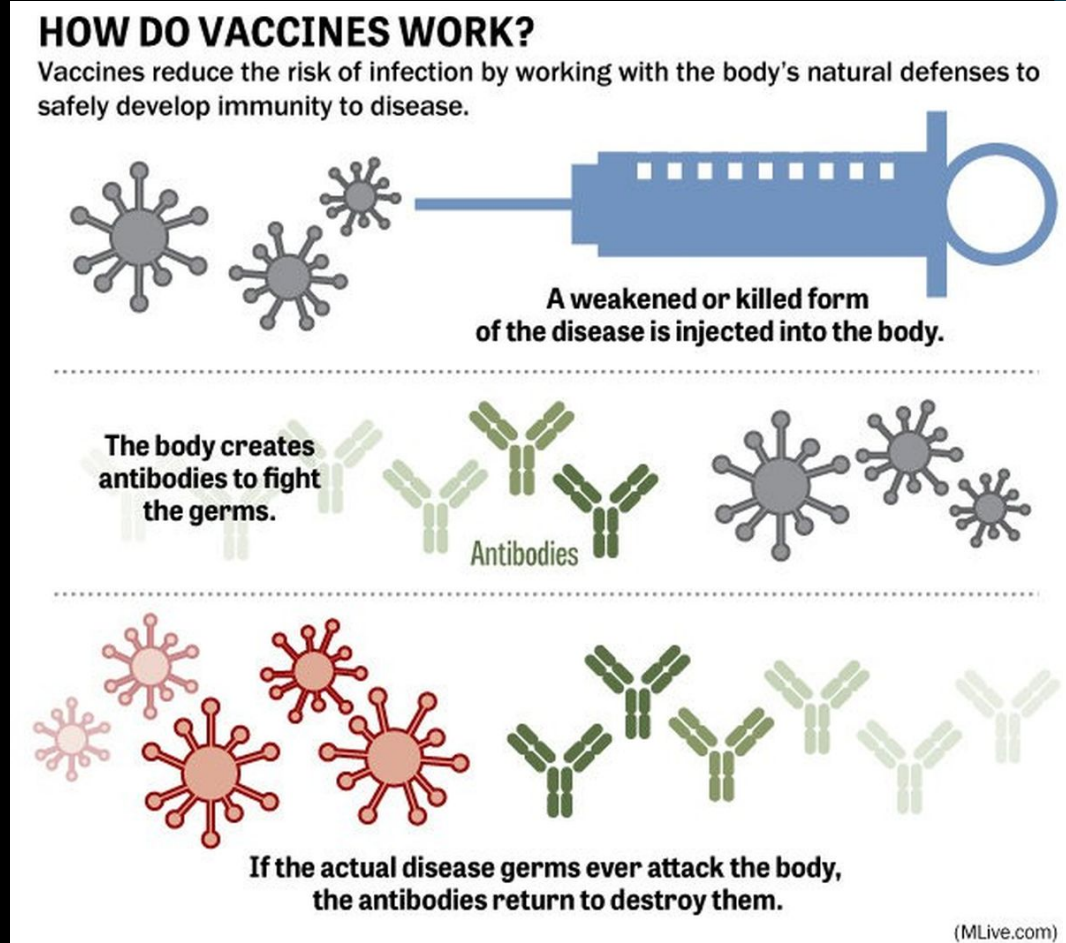 HOW DO VACCINES WORK?
Vaccines reduce the risk of infection by working with the body's natural defenses to
safely develop immunity to disease.
A weakened or killed form
of the disease is injected into the body.
The body creates
antibodies to fight
the germs.
Antibodies
If the actual disease germs ever attack the body,
the antibodies return to destroy them.
(MLive.com)